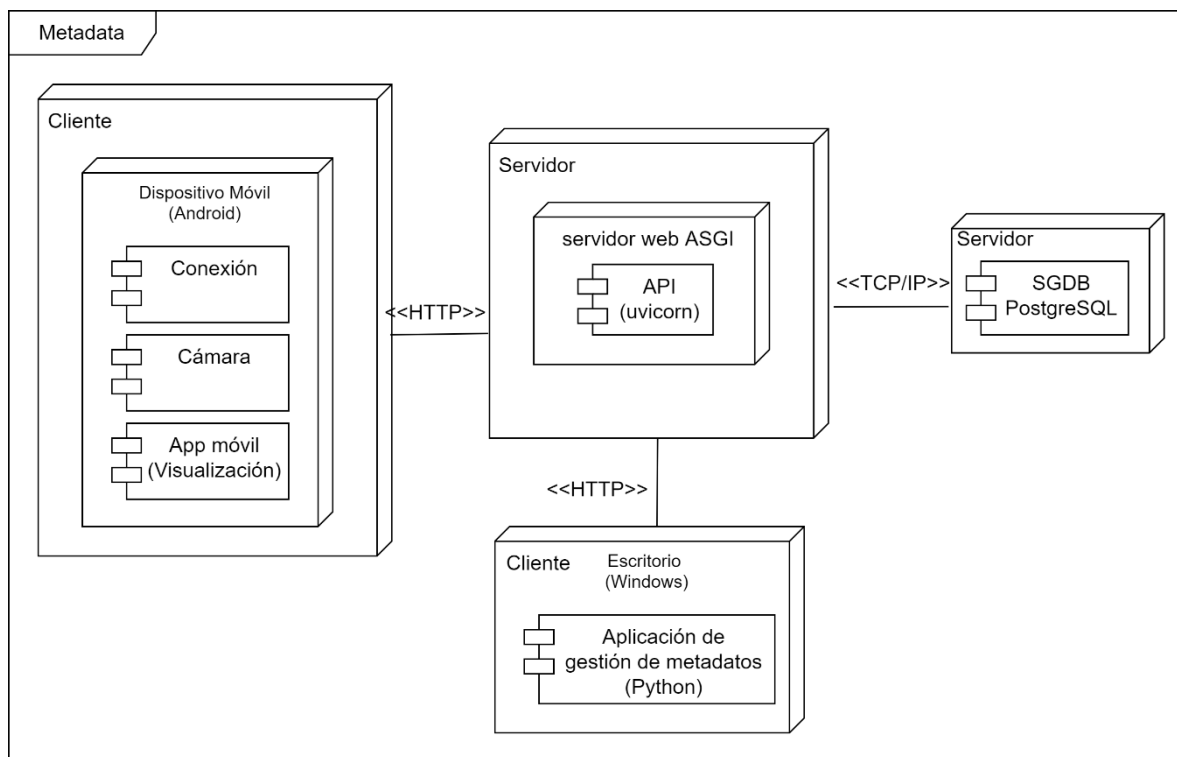 Metadata
Cliente
Dispositivo Móvil
(Android)
Conexión
Cámara
App móvil
(Visualización)
<<HTTP>>
Servidor
servidor web ASGI
API
(uvicorn)
<<TCP/IP>>
Servidor
SGDB
PostgreSQL
<<HTTP>>
Cliente
Escritorio
(Windows)
Aplicación de
gestión de metadatos
(Python)